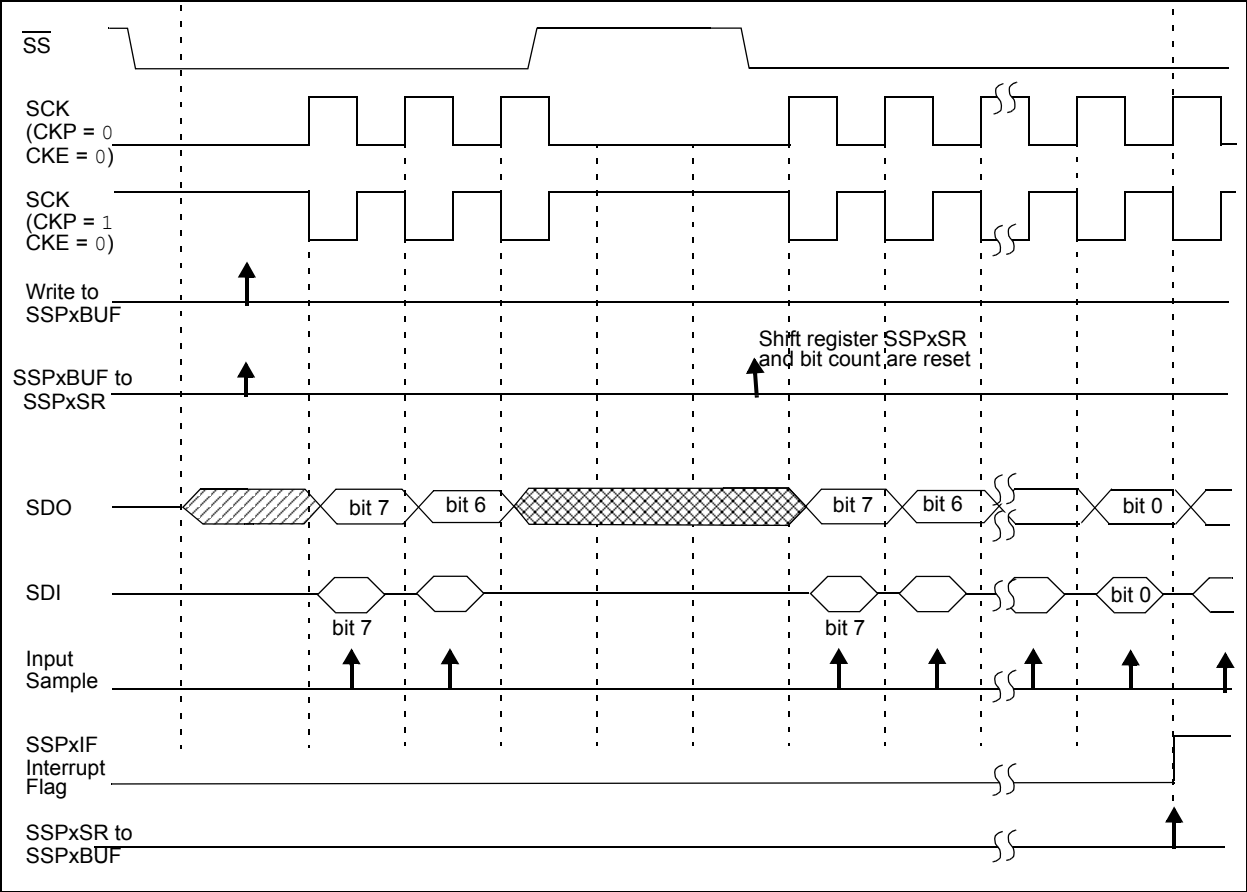 SS
SCK
(CKP = 0
CKE = 0)
SCK
(CKP = 1
CKE = 0)
Write to
SSPxBUF
Shift register SSPxSR
and bit count are reset
SSPxBUF to
SSPxSR
SDO
bit 7
bit 6
bit 7
bit 6
bit 0
SDI
bit 0
bit 7
bit 7
Input
Sample
SSPxIF
Interrupt
Flag
SSPxSR to
SSPxBUF